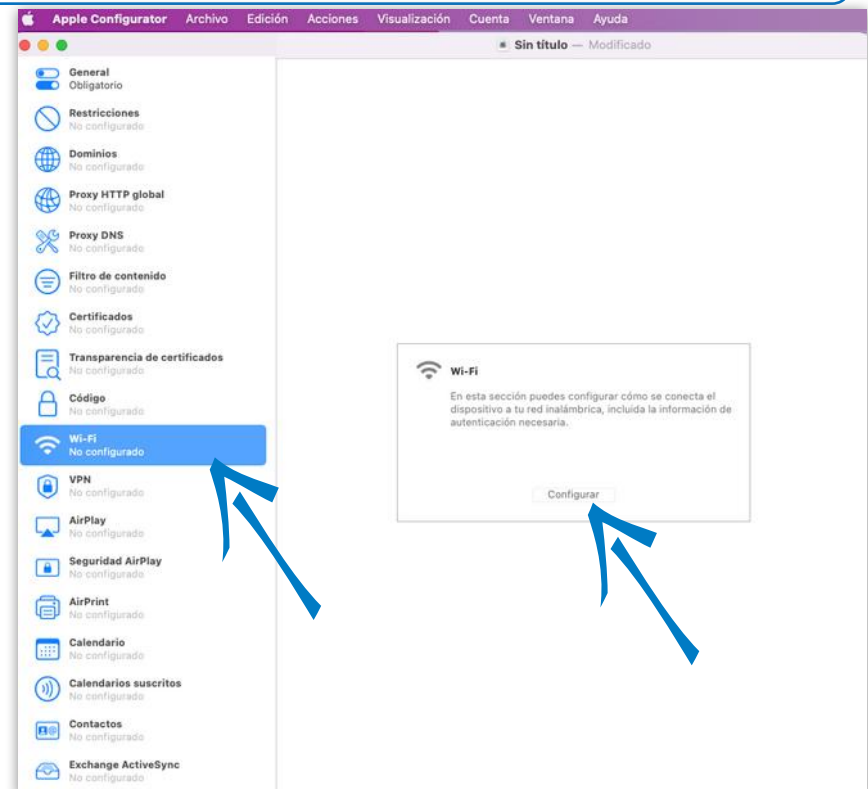 Apple Configurator Archivo Edición Acciones Visualización Cuenta Ventana Ayuda
Sin título — Modificado
General
Obligatorio
Restricciones
No configurado
Dominios
No configurado
Proxy HTTP global
No configurado
Proxy DNS
No configurado
Filtro de contenido
No configurado
Certificados
No configurado
Transparencia de certificados
No configurado
Código
No configurado
Wi-Fi
No configurado
VPN
No configurado
AirPlay
No configurado
Seguridad AirPlay
No configurado
AirPrint
No configurado
Calendario
No configurado
Calendarios suscritos
No configurado
Contactos
No configurado
Exchange ActiveSync
No configurado
Wi-Fi
En esta sección puedes configurar cómo se conecta el
dispositivo a tu red inalámbrica, incluida la información de
autenticación necesaria.
Configurar